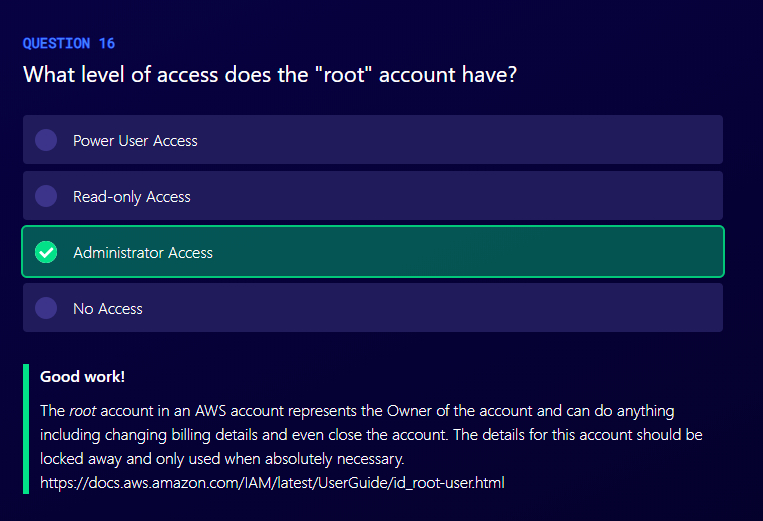 QUESTION 16
What level of access does the "root" account have?
Power User Access
Read-only Access
Administrator Access
No Access
Good work!
The root account in an AWS account represents the Owner of the account and can do anything
including changing billing details and even close the account. The details for this account should be
locked away and only used when absolutely necessary.
https://docs.aws.amazon.com/IAM/latest/UserGuide/id_root-user.html